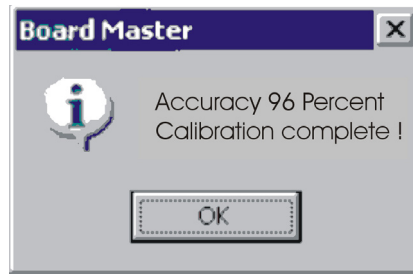 Board Master
Accuracy 96 Percent
Calibration complete !
OK